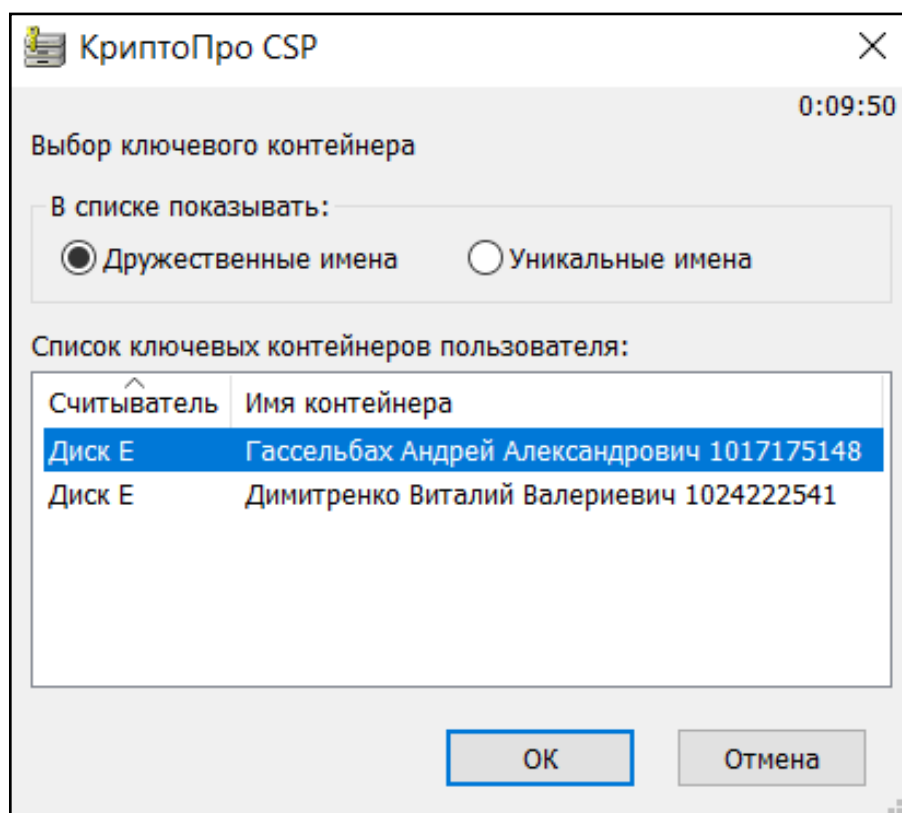 КриптоПро CSP
0:09:50
Выбор ключевого контейнера
В списке показывать:
Дружественные имена Уникальные имена
Список ключевых контейнеров пользователя:
Считыватель Имя контейнера
Диск E Гассельбах Андрей Александрович 1017175148
Диск E Димитренко Виталий Валериевич 1024222541
ОК Отмена